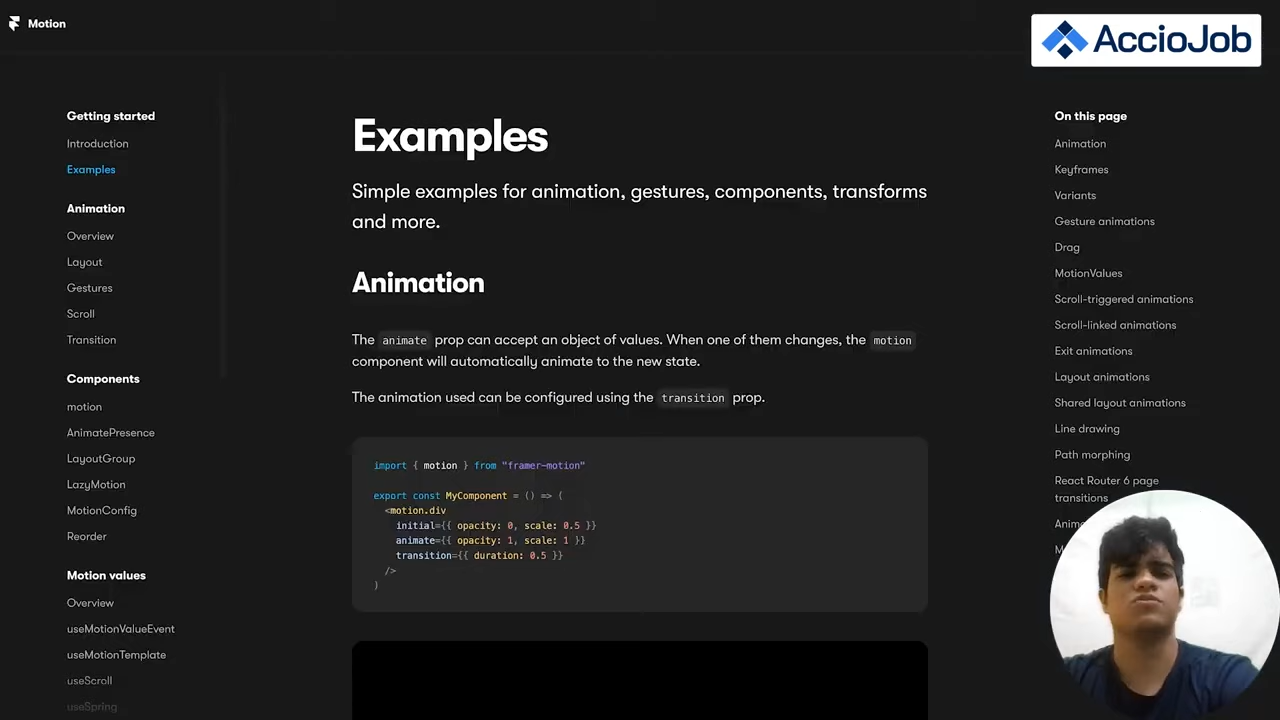 Motion
AccioJob
Getting started
Introduction
Examples
Animation
Overview
Layout
Gestures
Scroll
Transition
Components
motion
AnimatePresence
LayoutGroup
LazyMotion
MotionConfig
Reorder
Motion values
Overview
useMotionValueEvent
useMotionTemplate
useScroll
useSpring
Examples
Simple examples for animation, gestures, components, transforms
and more.
Animation
The animate prop can accept an object of values. When one of them changes, the motion
component will automatically animate to the new state.
The animation used can be configured using the transition prop.
import { motion } from "framer-motion"
export const MyComponent = () => (
<motion.div
initial={{ opacity: 0, scale: 0.5 }}
animate={{ opacity: 1, scale: 1 }}
transition={{ duration: 0.5 }}
/>
)
On this page
Animation
Keyframes
Variants
Gesture animations
Drag
MotionValues
Scroll-triggered animations
Scroll-linked animations
Exit animations
Layout animations
Shared layout animations
Line drawing
Path morphing
React Router 6 page
transitions